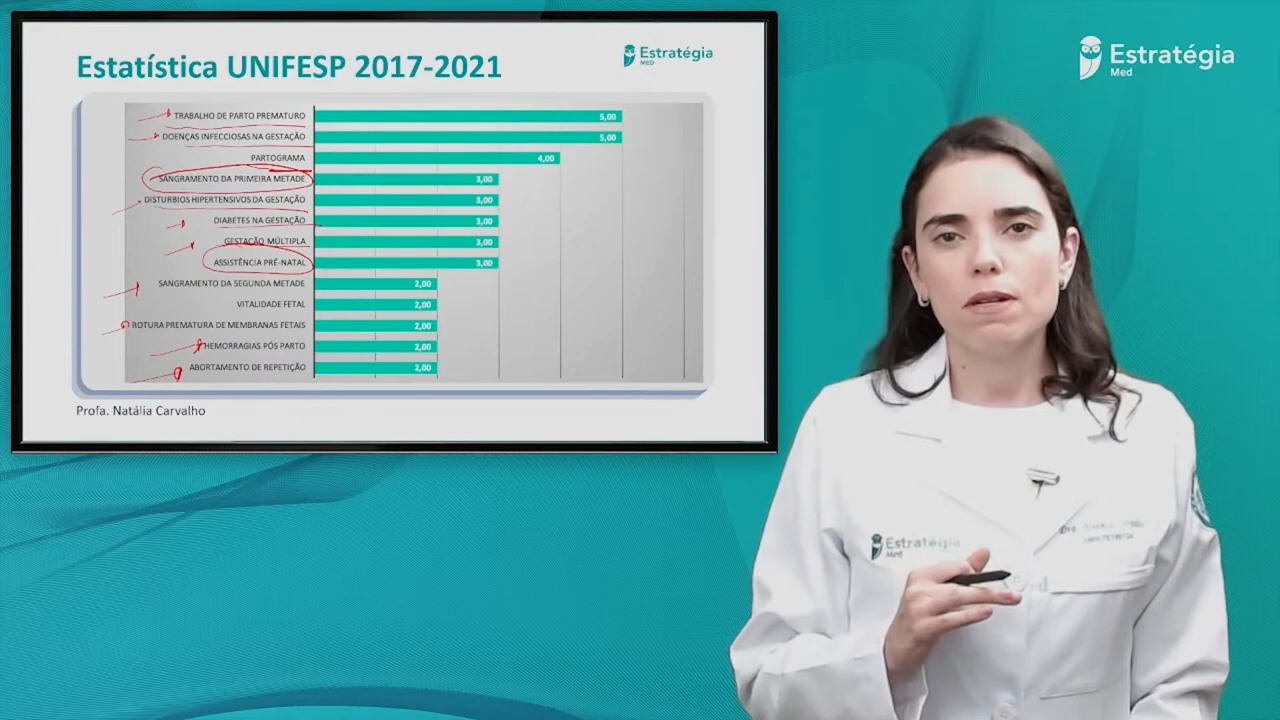 Estatística UNIFESP 2017-2021
Estratégia
MED
TRABALHO DE PARTO PREMATURO 5,00
DOENÇAS INFECCIOSAS NA GESTAÇÃO 5,00
PARTOGRAMA 4,00
SANGRAMENTO DA PRIMEIRA METADE 3,00
DISTURBIOS HIPERTENSIVOS DA GESTAÇÃO 3,00
DIABETES NA GESTAÇÃO 3,00
GESTAÇÃO MÚLTIPLA 3,00
ASSISTÊNCIA PRÉ-NATAL 3,00
SANGRAMENTO DA SEGUNDA METADE 2,00
VITALIDADE FETAL 2,00
ROTURA PREMATURA DE MEMBRANAS FETAIS 2,00
HEMORRAGIAS PÓS PARTO 2,00
ABORTAMENTO DE REPETIÇÃO 2,00
Profa. Natália Carvalho
Estratégia
Med
Estratégia
Med
Dra